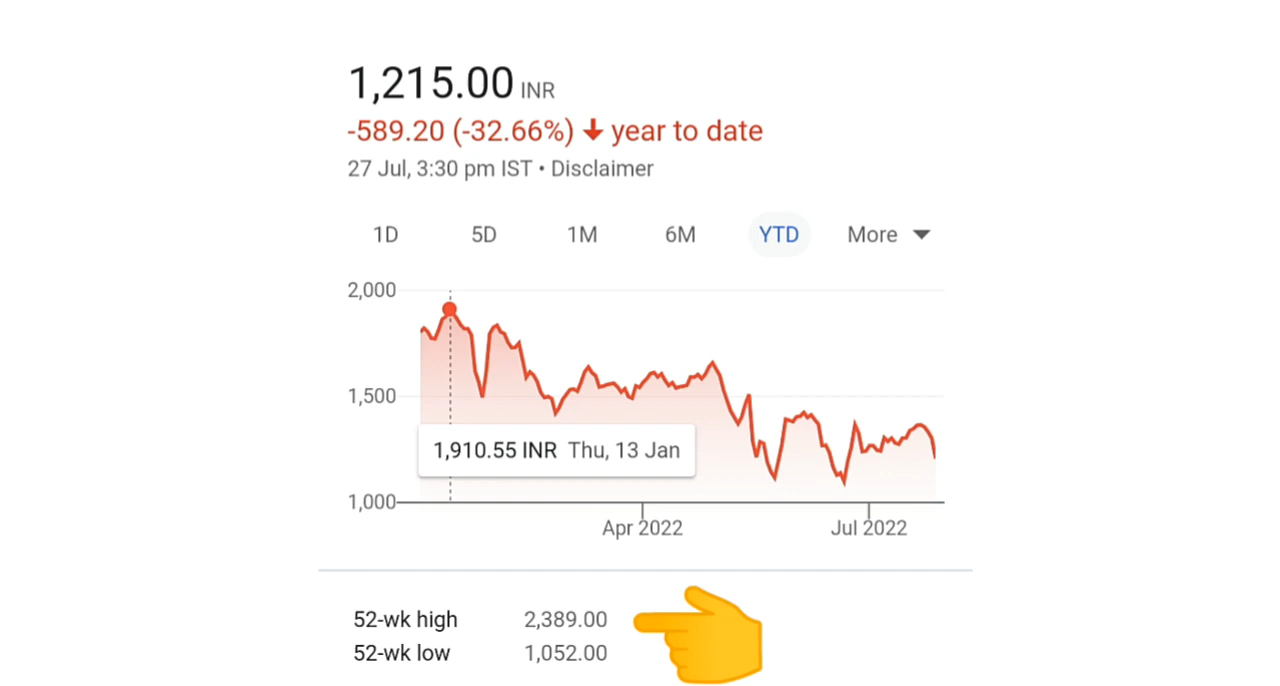 1,215.00 INR
-589.20 (-32.66%) ↓ year to date
27 Jul, 3:30 pm IST • Disclaimer
1D 5D 1M 6M YTD More
2,000
1,500
1,910.55 INR Thu, 13 Jan
1,000
Apr 2022 Jul 2022
52-wk high 2,389.00
52-wk low 1,052.00